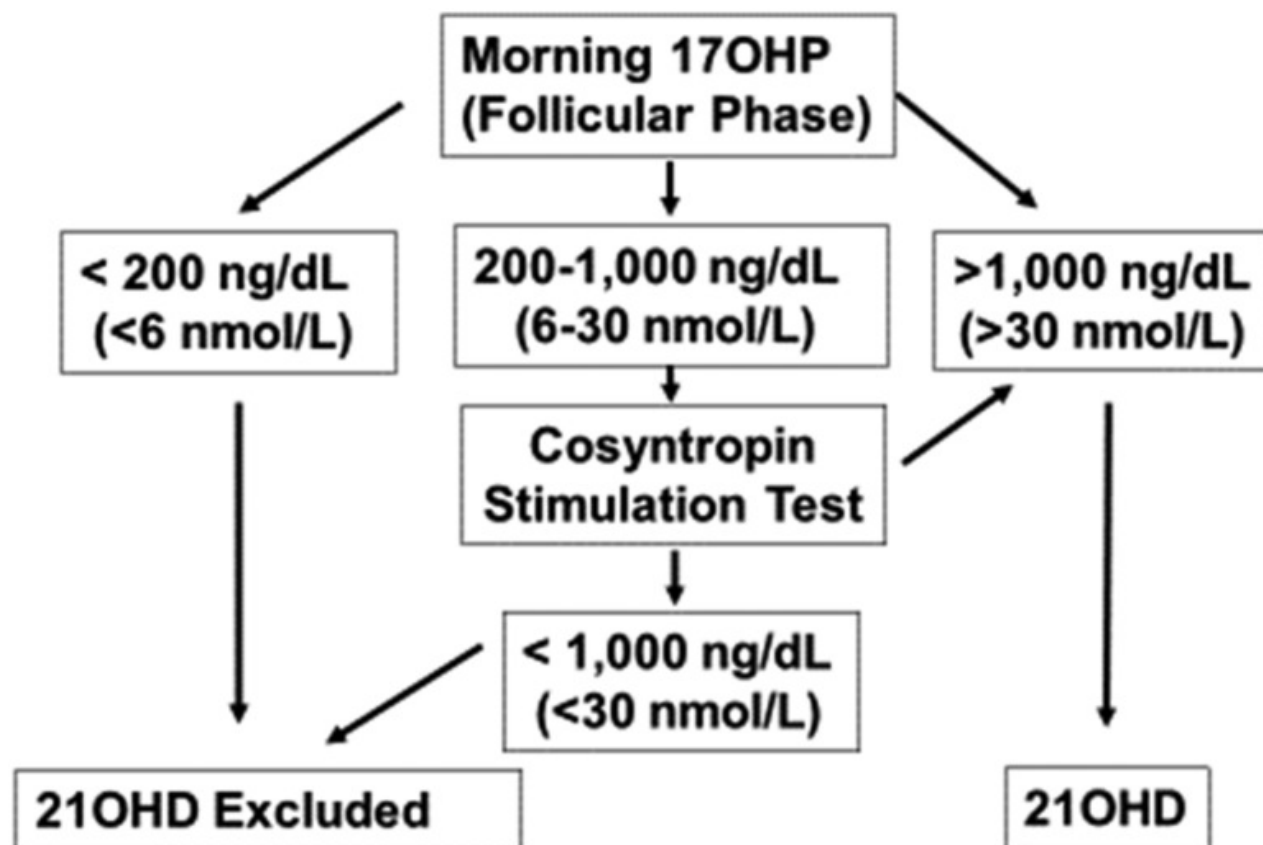 Morning 17OHP
(Follicular Phase)
< 200 ng/dL
(<6 nmol/L)
200-1,000 ng/dL
(6-30 nmol/L)
>1,000 ng/dL
(>30 nmol/L)
Cosyntropin
Stimulation Test
< 1,000 ng/dL
(<30 nmol/L)
21OHD Excluded
21OHD